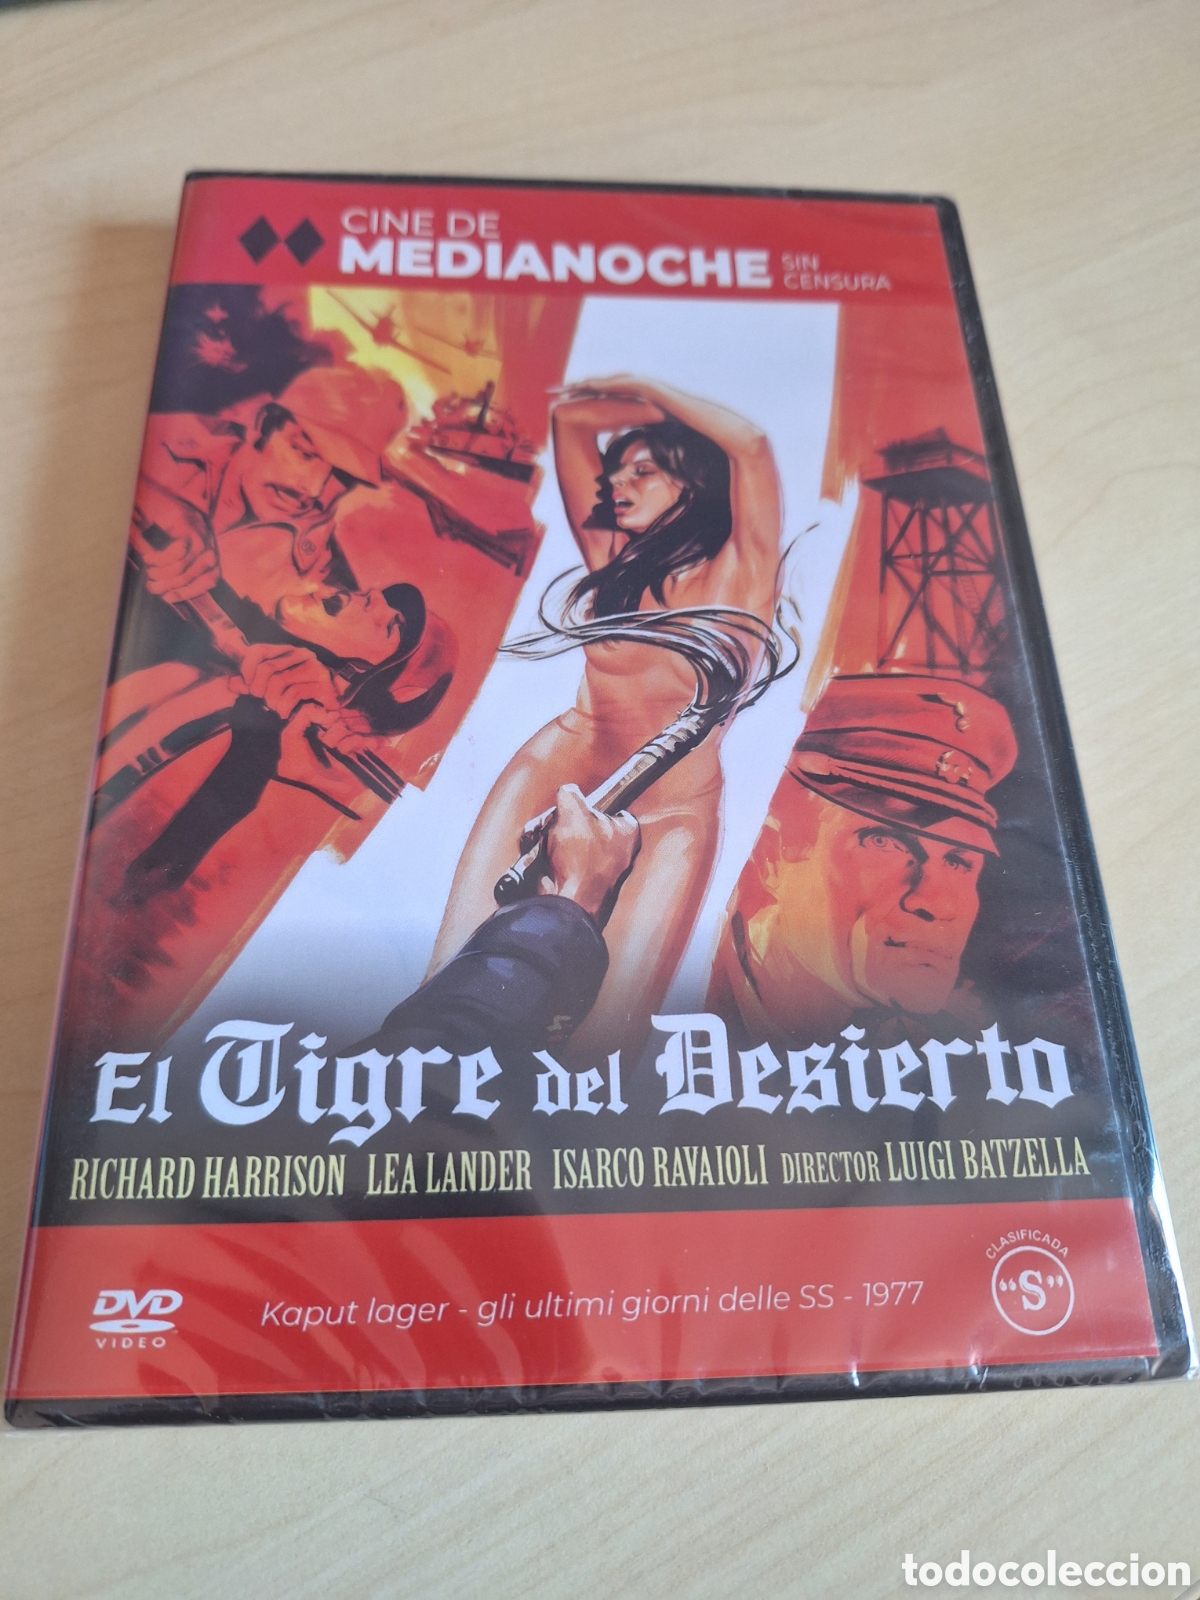 CINE DE
MEDIANOCHE SIN CENSURA
El Tigre del Desierto
RICHARD HARRISON LEA LANDER ISARCO RAVAIOLI DIRECTOR LUIGI BATZELLA
DVD
VIDEO
Kaput lager - gli ultimi giorni delle SS - 1977
CLASIFICADA
"S"
todocoleccion